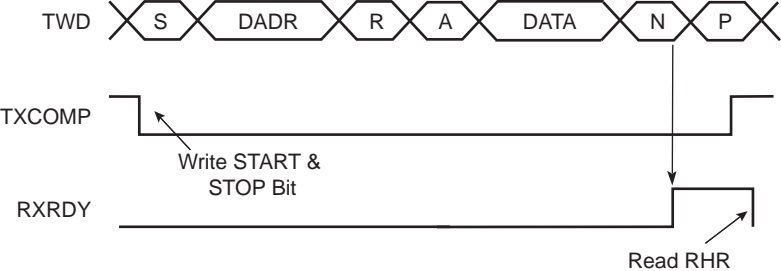 TWD S DADR R A DATA N P
TXCOMP
Write START &
STOP Bit
RXRDY
Read RHR